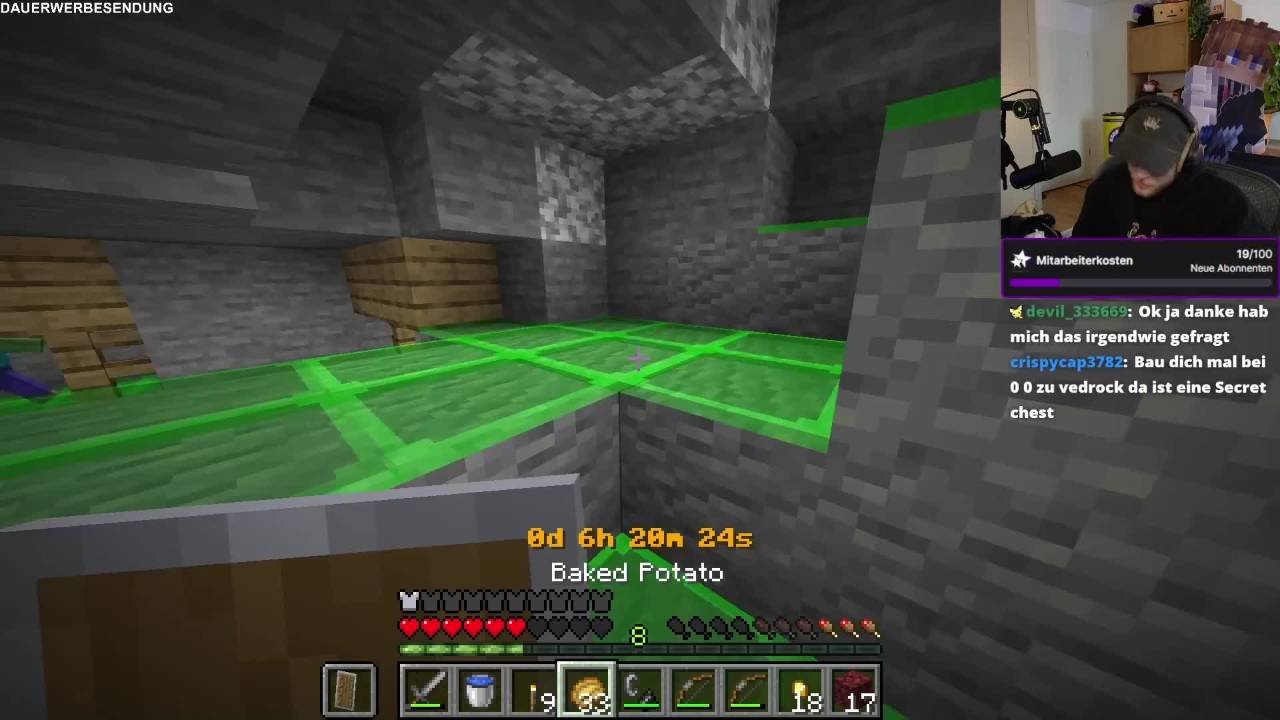 DAUERWERBESENDUNG
Mitarbeiterkosten
19/100
Neue Abonnenten
devil_333669: Ok ja danke hab
mich das irgendwie gefragt
crispycap3782: Bau dich mal bei
0 0 zu vedrock da ist eine Secret
chest
0d 6h 20m 24s
Baked Potato
8
9
33
18
17